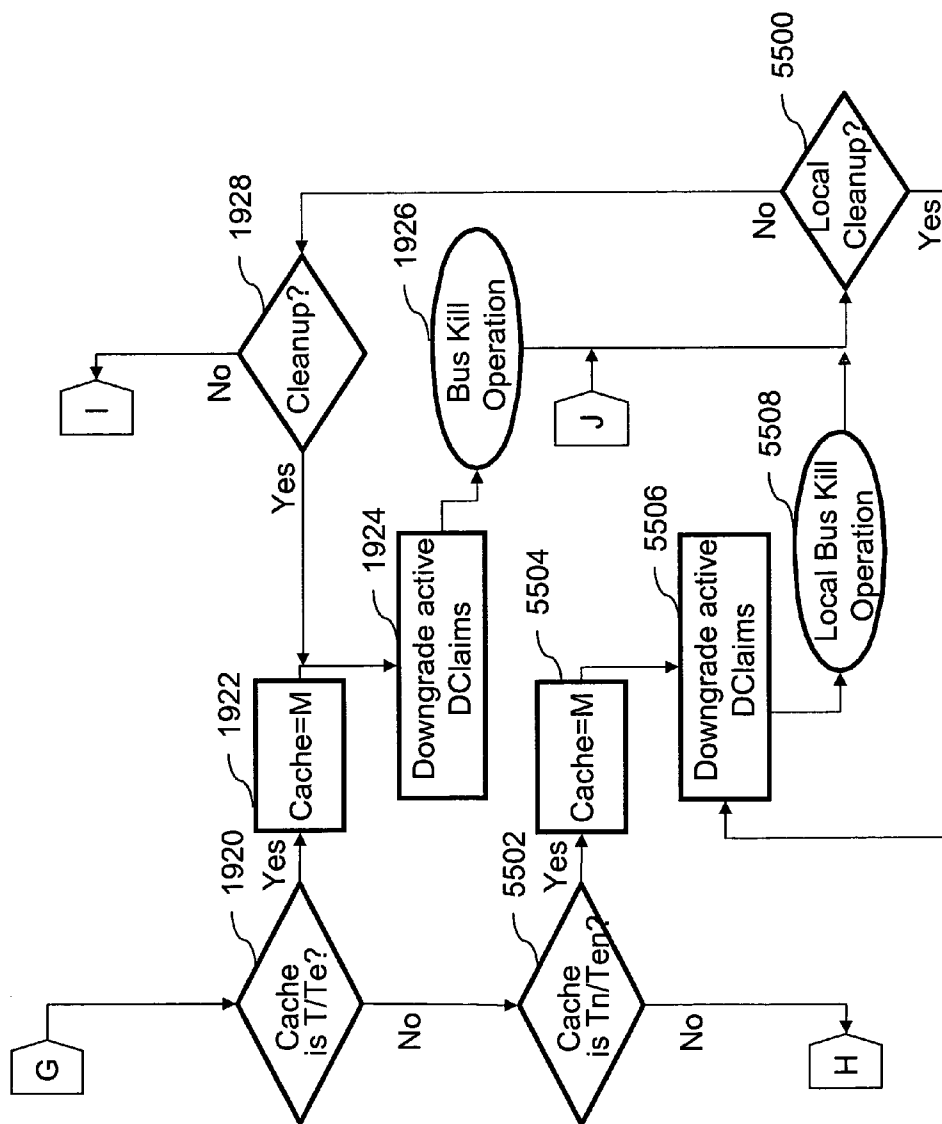 G
1920
Cache
is T/Te?
Yes
No
1922
Cache=M
1924
Downgrade active
DClaims
1926
Bus Kill
Operation
1928
Cleanup?
Yes
No
I
5502
Cache
is Tn/Ten?
Yes
No
H
5504
Cache=M
5506
Downgrade active
DClaims
5508
Local Bus Kill
Operation
J
5500
Local
Cleanup?
No
Yes